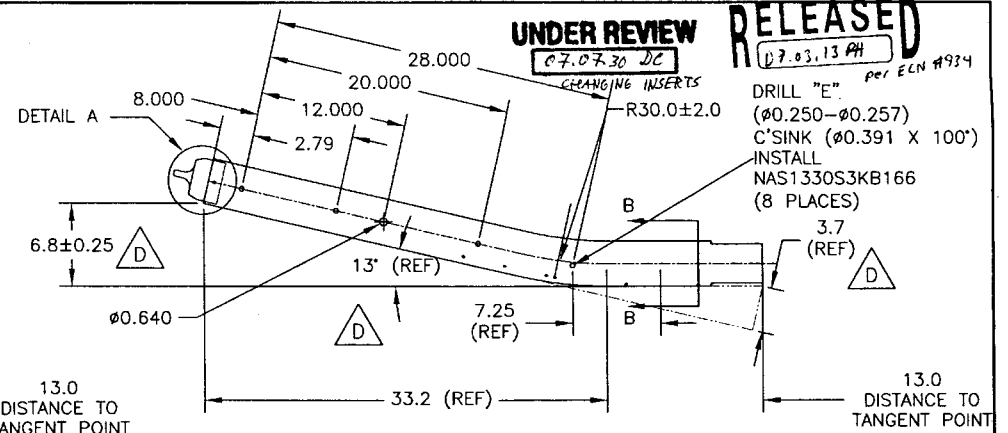 UNDER REVIEW
07.07.30 DC
CHANGING INSERTS
RELEASED
07.03.13 PH
per ECN #934
28.000
20.000
8.000
12.000
2.79
DETAIL A
R30.0±2.0
DRILL "E"
(ø0.250-ø0.257)
C'SINK (ø0.391 X 100°)
INSTALL
NAS1330S3KB166
(8 PLACES)
B
3.7
(REF)
D
6.8±0.25
D
13° (REF)
ø0.640
D
7.25
(REF)
B
13.0
DISTANCE TO
TANGENT POINT
33.2 (REF)
13.0
DISTANCE TO
TANGENT POINT